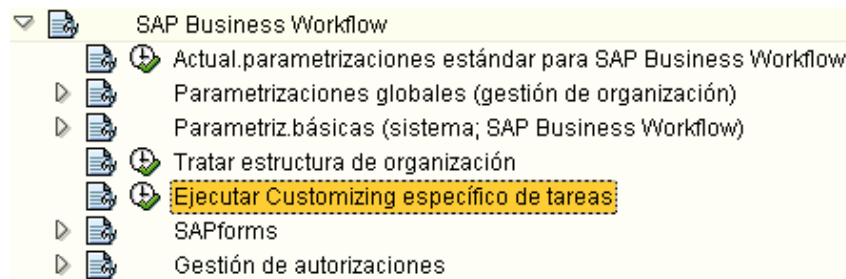 SAP Business Workflow
Actual.parametrizaciones estándar para SAP Business Workflow
Parametrizaciones globales (gestión de organización)
Parametriz.básicas (sistema; SAP Business Workflow)
Tratar estructura de organización
Ejecutar Customizing específico de tareas
SAPforms
Gestión de autorizaciones